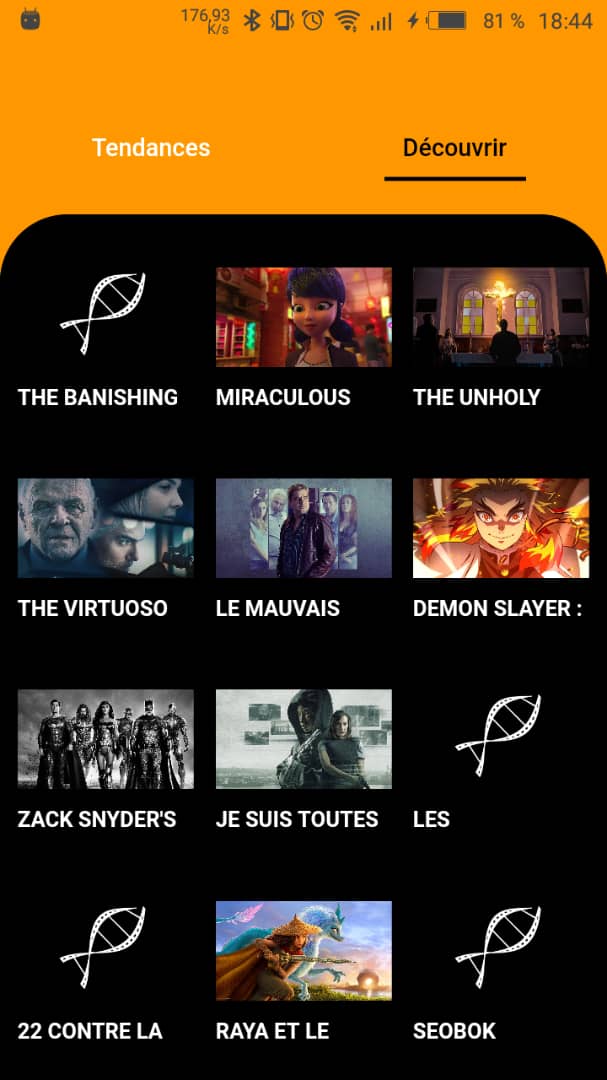 176,93
K/s
81 %
18:44
Tendances
Découvrir
THE BANISHING
MIRACULOUS
THE UNHOLY
THE VIRTUOSO
LE MAUVAIS
DEMON SLAYER :
ZACK SNYDER'S
JE SUIS TOUTES
LES
22 CONTRE LA
RAYA ET LE
SEOBOK